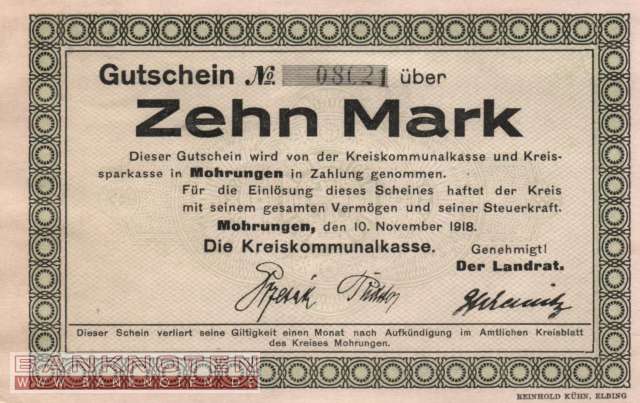 Gutschein No. 08621 über
Zehn Mark
Dieser Gutschein wird von der Kreiskommunalkasse und Kreis-
sparkasse in Mohrungen in Zahlung genommen.
Für die Einlösung dieses Scheines haftet der Kreis
mit seinem gesamten Vermögen und seiner Steuerkraft.
Mohrungen, den 10. November 1918.
Die Kreiskommunalkasse.
Genehmigt!
Der Landrat.
Dieser Schein verliert seine Giltigkeit einen Monat nach Aufkündigung im Amtlichen Kreisblatt
des Kreises Mohrungen.
BANKNOTEN
WWW.BANKNOTEN.DE
REINHOLD KÜHN, ELBING